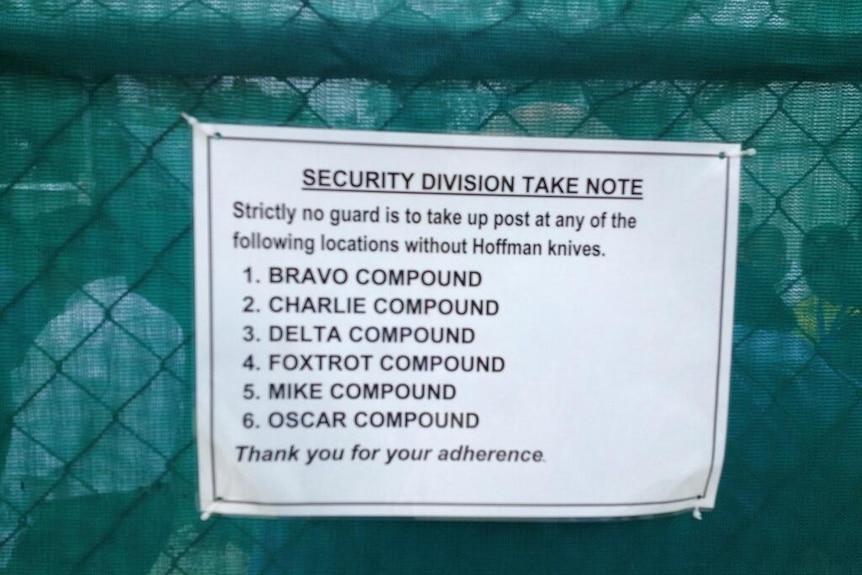 SECURITY DIVISION TAKE NOTE
Strictly no guard is to take up post at any of the
following locations without Hoffman knives.
1. BRAVO COMPOUND
2. CHARLIE COMPOUND
3. DELTA COMPOUND
4. FOXTROT COMPOUND
5. MIKE COMPOUND
6. OSCAR COMPOUND
Thank you for your adherence.